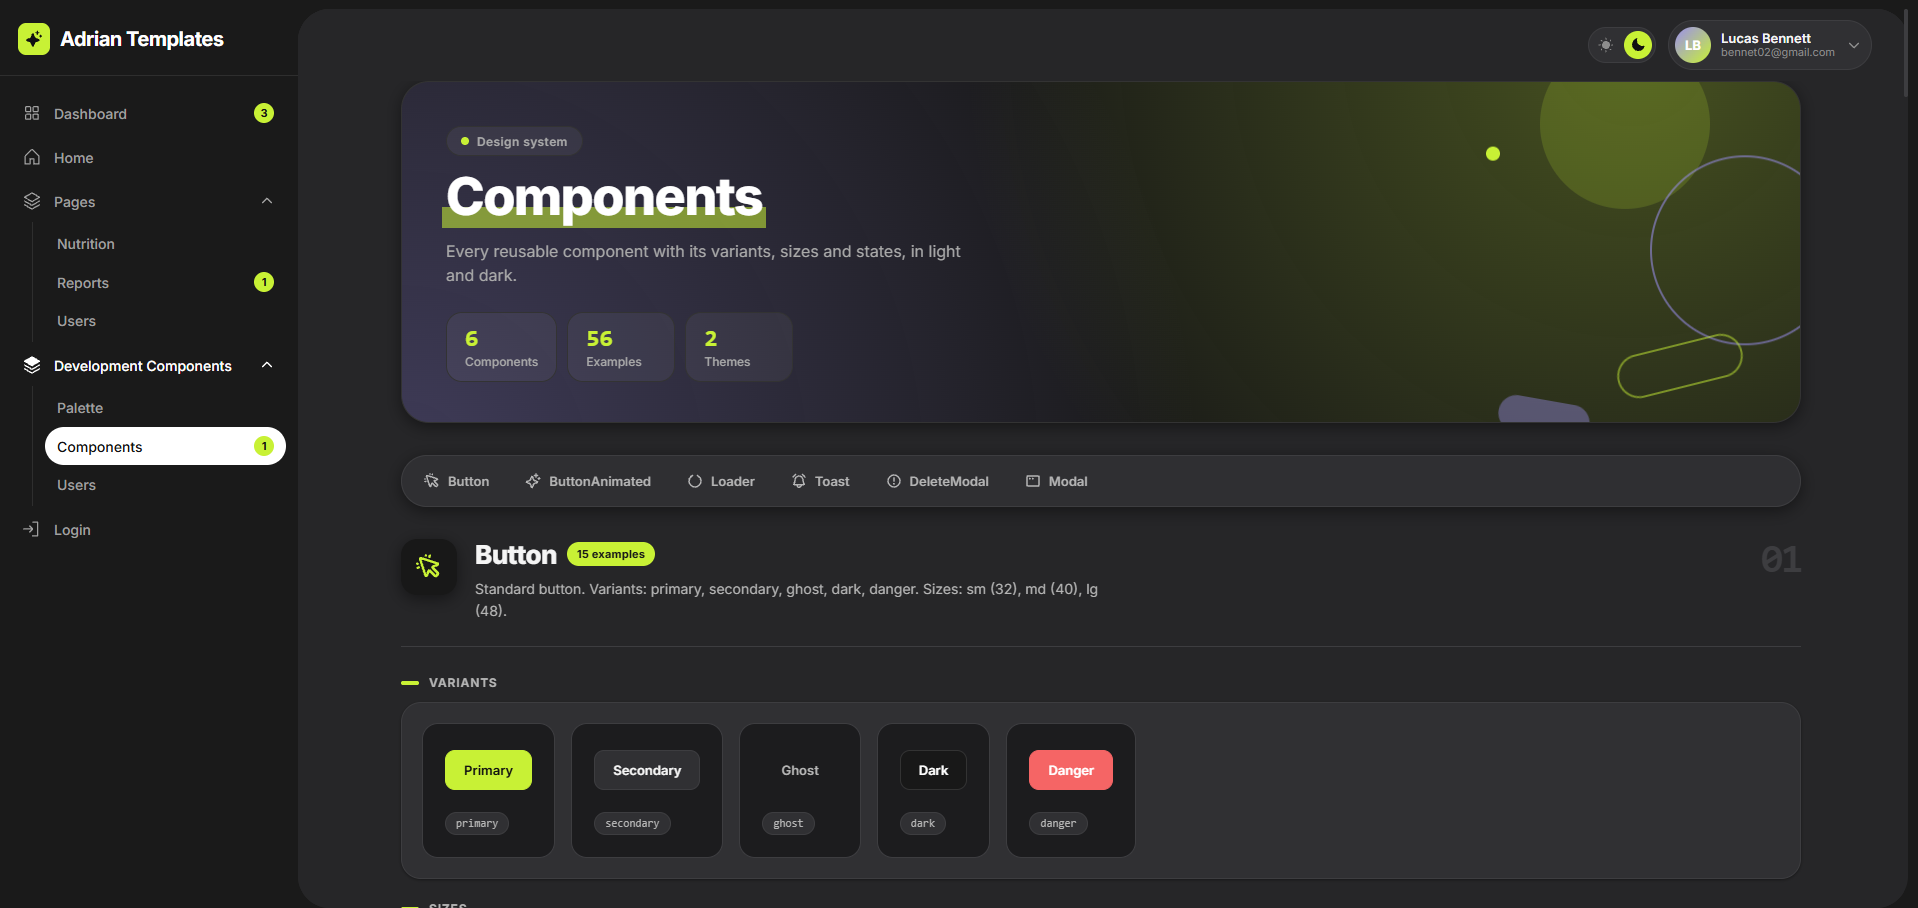 Adrian Templates
Dashboard
3
Home
Pages
Nutrition
Reports
1
Users
Development Components
Palette
Components
1
Users
Login
LB
Lucas Bennett
bennet02@gmail.com
Design system
Components
Every reusable component with its variants, sizes and states, in light
and dark.
6
Components
56
Examples
2
Themes
Button
ButtonAnimated
Loader
Toast
DeleteModal
Modal
Button
15 examples
01
Standard button. Variants: primary, secondary, ghost, dark, danger. Sizes: sm (32), md (40), lg
(48).
VARIANTS
Primary
primary
Secondary
secondary
Ghost
ghost
Dark
dark
Danger
danger
SIZES